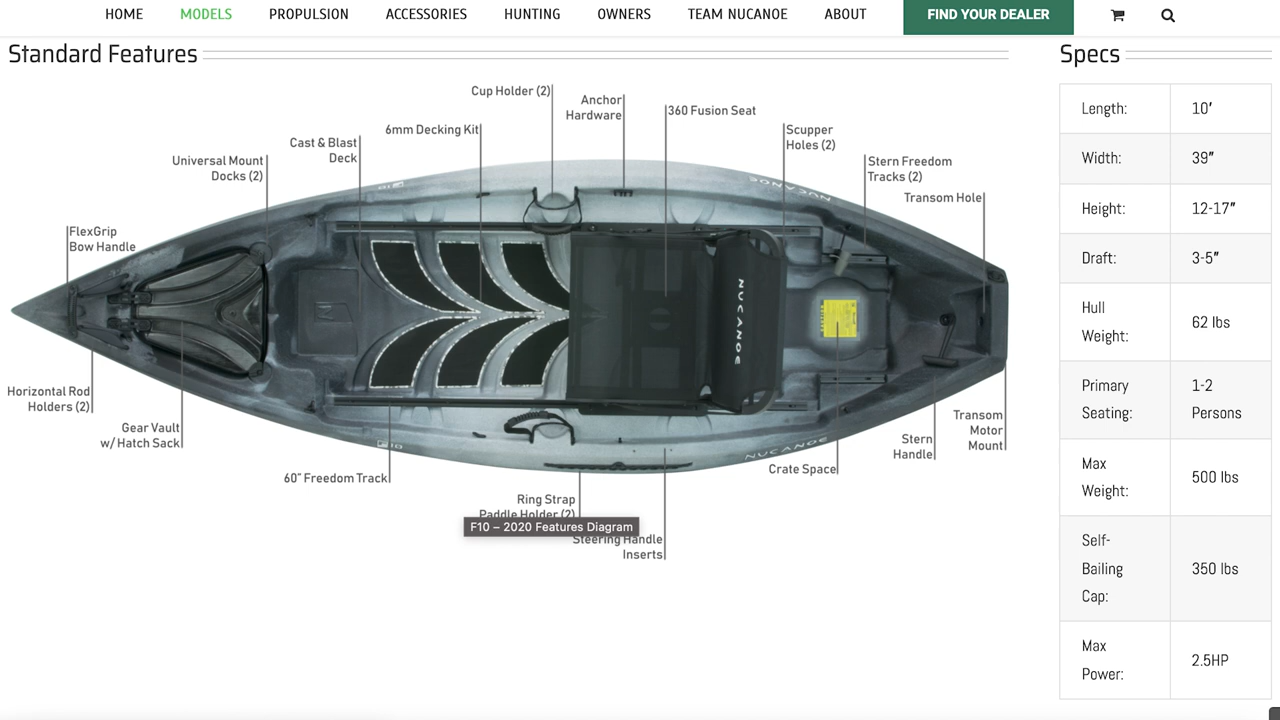 HOME MODELS PROPULSION ACCESSORIES HUNTING OWNERS TEAM NUCANOE ABOUT FIND YOUR DEALER
Standard Features
Cup Holder (2)
Anchor
Hardware
360 Fusion Seat
6mm Decking Kit
Scupper
Holes (2)
Cast & Blast
Deck
Universal Mount
Docks (2)
Stern Freedom
Tracks (2)
Transom Hole
FlexGrip
Bow Handle
NUCANOE
NUCANOE
F10
Horizontal Rod
Holders (2)
Gear Vault
w/ Hatch Sack
60" Freedom Track
F10
NUCANOE
Transom
Motor
Mount
Stern
Handle
Crate Space
Ring Strap
Paddle Holder (2)
F10 – 2020 Features Diagram
Steering Handle
Inserts
Specs
Length: 10′
Width: 39″
Height: 12-17″
Draft: 3-5″
Hull
Weight: 62 lbs
Primary
Seating: 1-2
Persons
Max
Weight: 500 lbs
Self-
Bailing
Cap: 350 lbs
Max
Power: 2.5HP